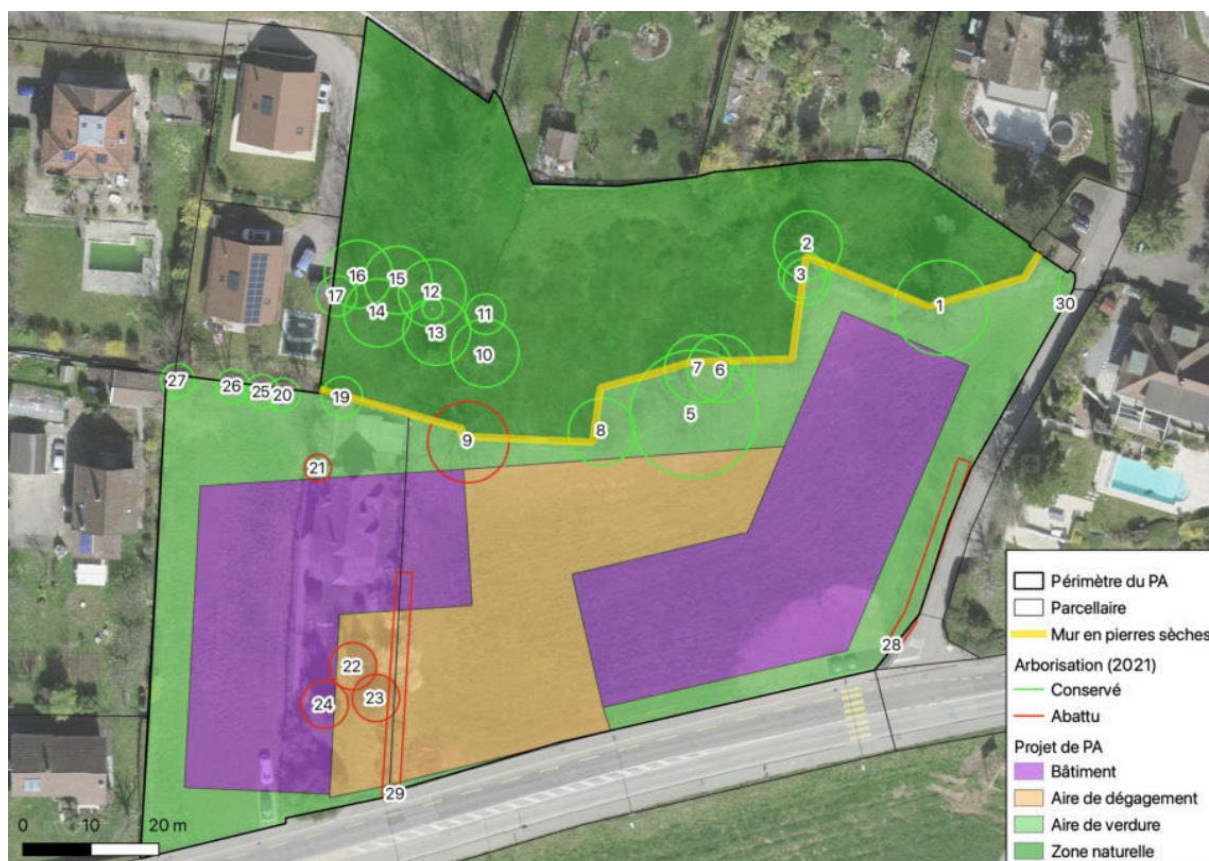 2
3
1
30
16
15
17
12
14
13
11
10
7
6
5
27
26
25
20
19
9
8
21
22
24
23
28
29
0 10 20 m
Périmètre du PA
Parcellaire
Mur en pierres sèches
Arborisation (2021)
Conservé
Abattu
Projet de PA
Bâtiment
Aire de dégagement
Aire de verdure
Zone naturelle